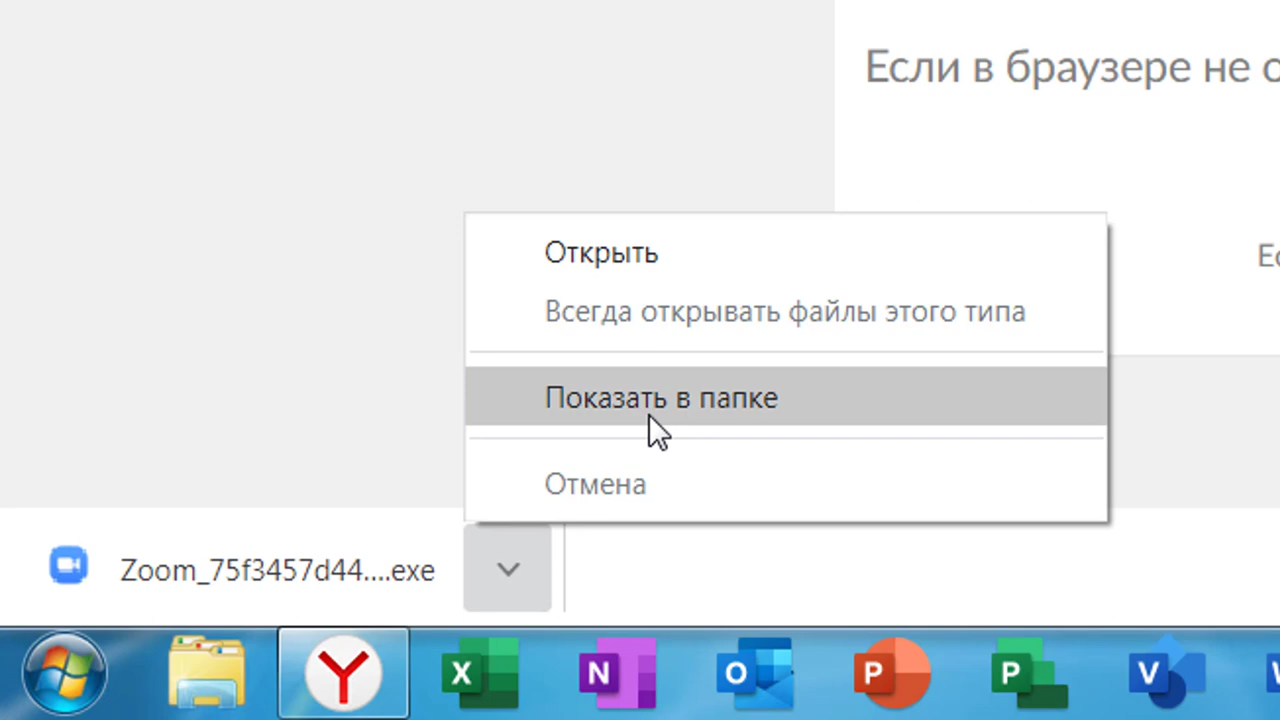 Если в браузере не
Открыть
Всегда открывать файлы этого типа
Показать в папке
Отмена
Zoom_75f3457d44....exe
X
N
O
P
P
V